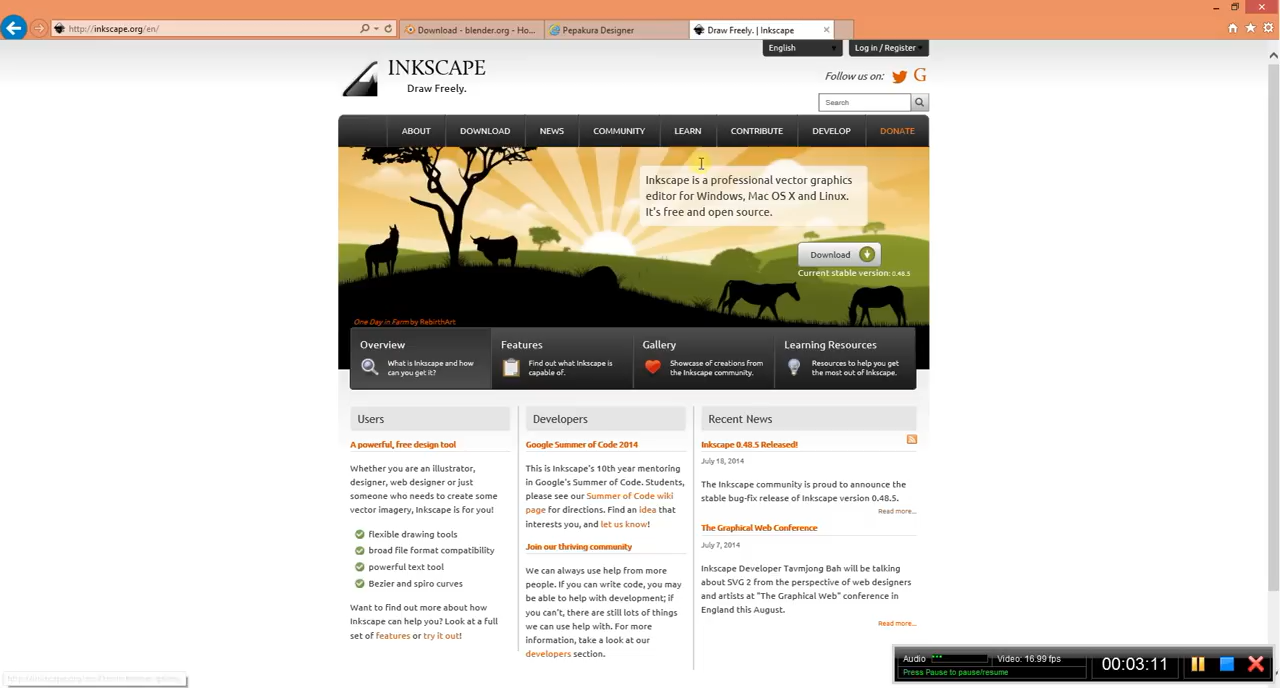 http://inkscape.org/en/
Download - blender.org - Ho...
Pepakura Designer
Draw Freely. | Inkscape
English
Log in / Register
INKSCAPE
Draw Freely.
Follow us on:
Search
ABOUT
DOWNLOAD
NEWS
COMMUNITY
LEARN
CONTRIBUTE
DEVELOP
DONATE
Inkscape is a professional vector graphics
editor for Windows, Mac OS X and Linux.
It's free and open source.
Download
Current stable version: 0.48.5
One Day in Farm by RebirthArt
Overview
What is Inkscape and how
can you get it?
Features
Find out what Inkscape is
capable of.
Gallery
Showcase of creations from
the Inkscape community.
Learning Resources
Resources to help you get
the most out of Inkscape.
Users
A powerful, free design tool
Whether you are an illustrator,
designer, web designer or just
someone who needs to create some
vector imagery, Inkscape is for you!
flexible drawing tools
broad file format compatibility
powerful text tool
Bezier and spiro curves
Want to find out more about how
Inkscape can help you? Look at a full
set of features or try it out!
Developers
Google Summer of Code 2014
This is Inkscape's 10th year mentoring
in Google's Summer of Code. Students,
please see our Summer of Code wiki
page for directions. Find an idea that
interests you, and let us know!
Join our thriving community
We can always use help from more
people. If you can write code, you may
be able to help with development; if
you can't, there are still lots of things
we can use help with. For more
information, take a look at our
developers section.
Recent News
Inkscape 0.48.5 Released!
July 18, 2014
The Inkscape community is proud to announce the
stable bug-fix release of Inkscape version 0.48.5.
Read more...
The Graphical Web Conference
July 7, 2014
Inkscape Developer Tavmjong Bah will be talking
about SVG 2 from the perspective of web designers
and artists at "The Graphical Web" conference in
England this August.
Read more...
Audio
Video: 16.99 fps
Press Pause to pause/resume
00:03:11